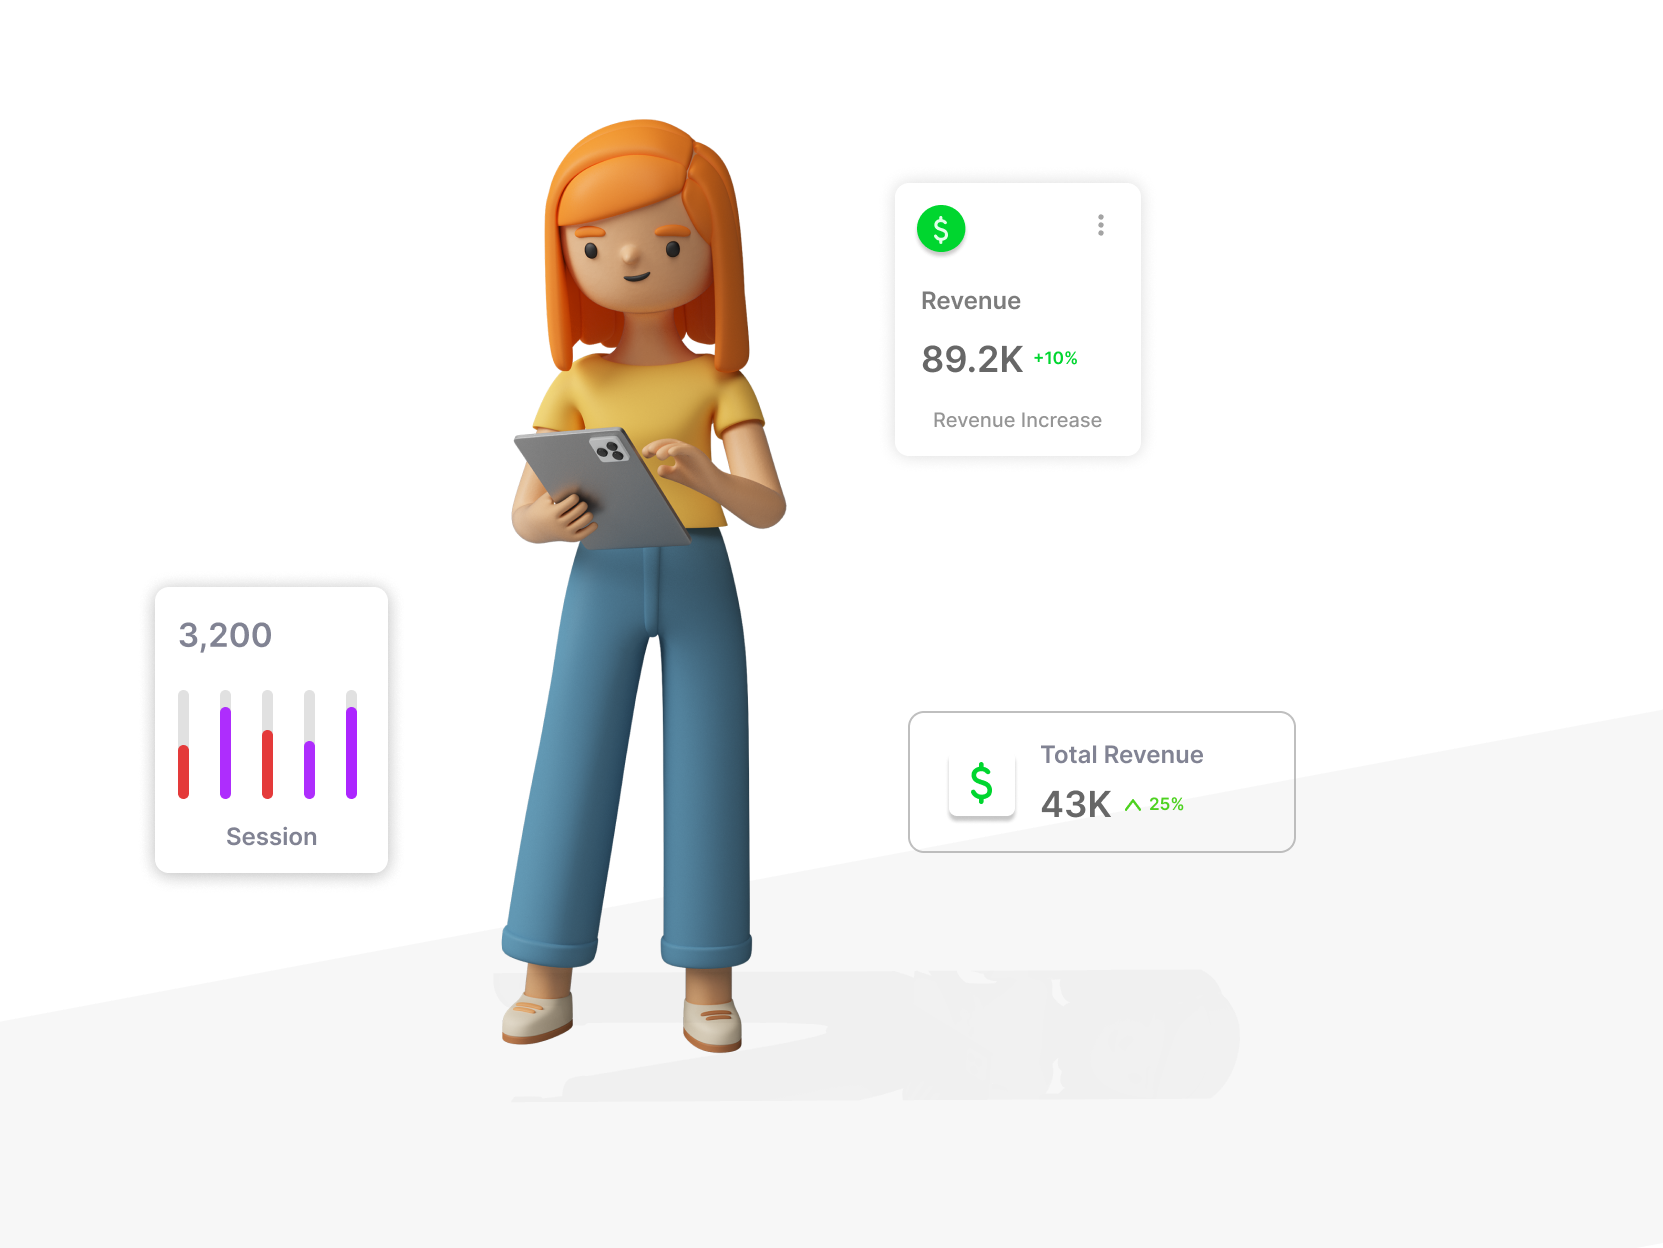 $
Revenue
89.2K +10%
Revenue Increase
3,200
Session
$
Total Revenue
43K 25%